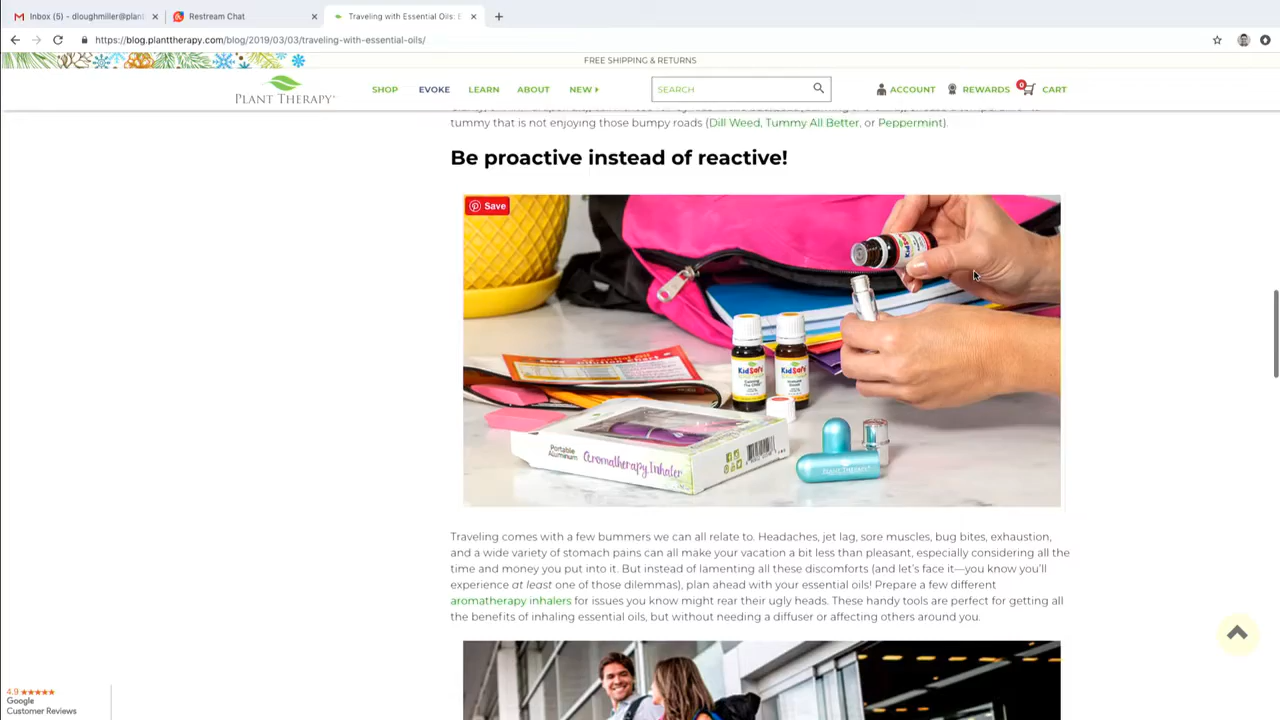 Inbox (5) - dloughmiller@plant
Restream Chat
Traveling with Essential Oils: E
https://blog.planttherapy.com/blog/2019/03/03/traveling-with-essential-oils/
FREE SHIPPING & RETURNS
PLANT THERAPY
SHOP
EVOKE
LEARN
ABOUT
NEW
SEARCH
ACCOUNT
REWARDS
0
CART
tummy that is not enjoying those bumpy roads (Dill Weed, Tummy All Better, or Peppermint).
Be proactive instead of reactive!
Save
KidSafe
KidSafe
KidSafe
Portable
Aluminum
Aromatherapy Inhaler
PLANT THERAPY
Traveling comes with a few bummers we can all relate to. Headaches, jet lag, sore muscles, bug bites, exhaustion,
and a wide variety of stomach pains can all make your vacation a bit less than pleasant, especially considering all the
time and money you put into it. But instead of lamenting all these discomforts (and let’s face it—you know you’ll
experience at least one of those dilemmas), plan ahead with your essential oils! Prepare a few different
aromatherapy inhalers for issues you know might rear their ugly heads. These handy tools are perfect for getting all
the benefits of inhaling essential oils, but without needing a diffuser or affecting others around you.
4.9
Google
Customer Reviews